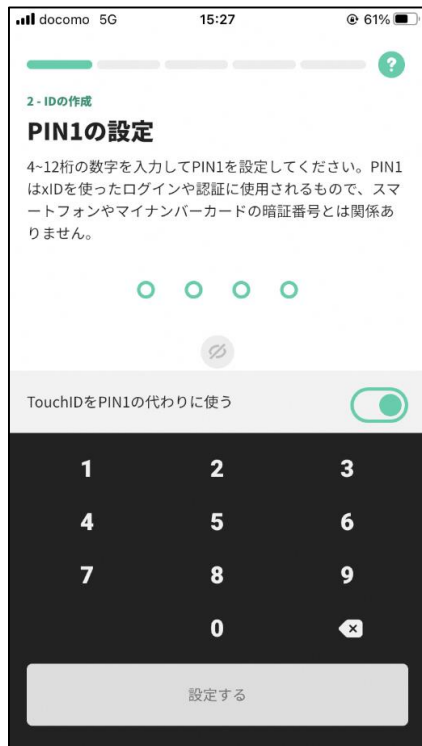 docomo 5G 15:27 61%
?
2 - IDの作成
PIN1の設定
4~12桁の数字を入力してPIN1を設定してください。PIN1
はxIDを使ったログインや認証に使用されるもので、スマ
ートフォンやマイナンバーカードの暗証番号とは関係あ
りません。
TouchIDをPIN1の代わりに使う
1 2 3
4 5 6
7 8 9
0
設定する